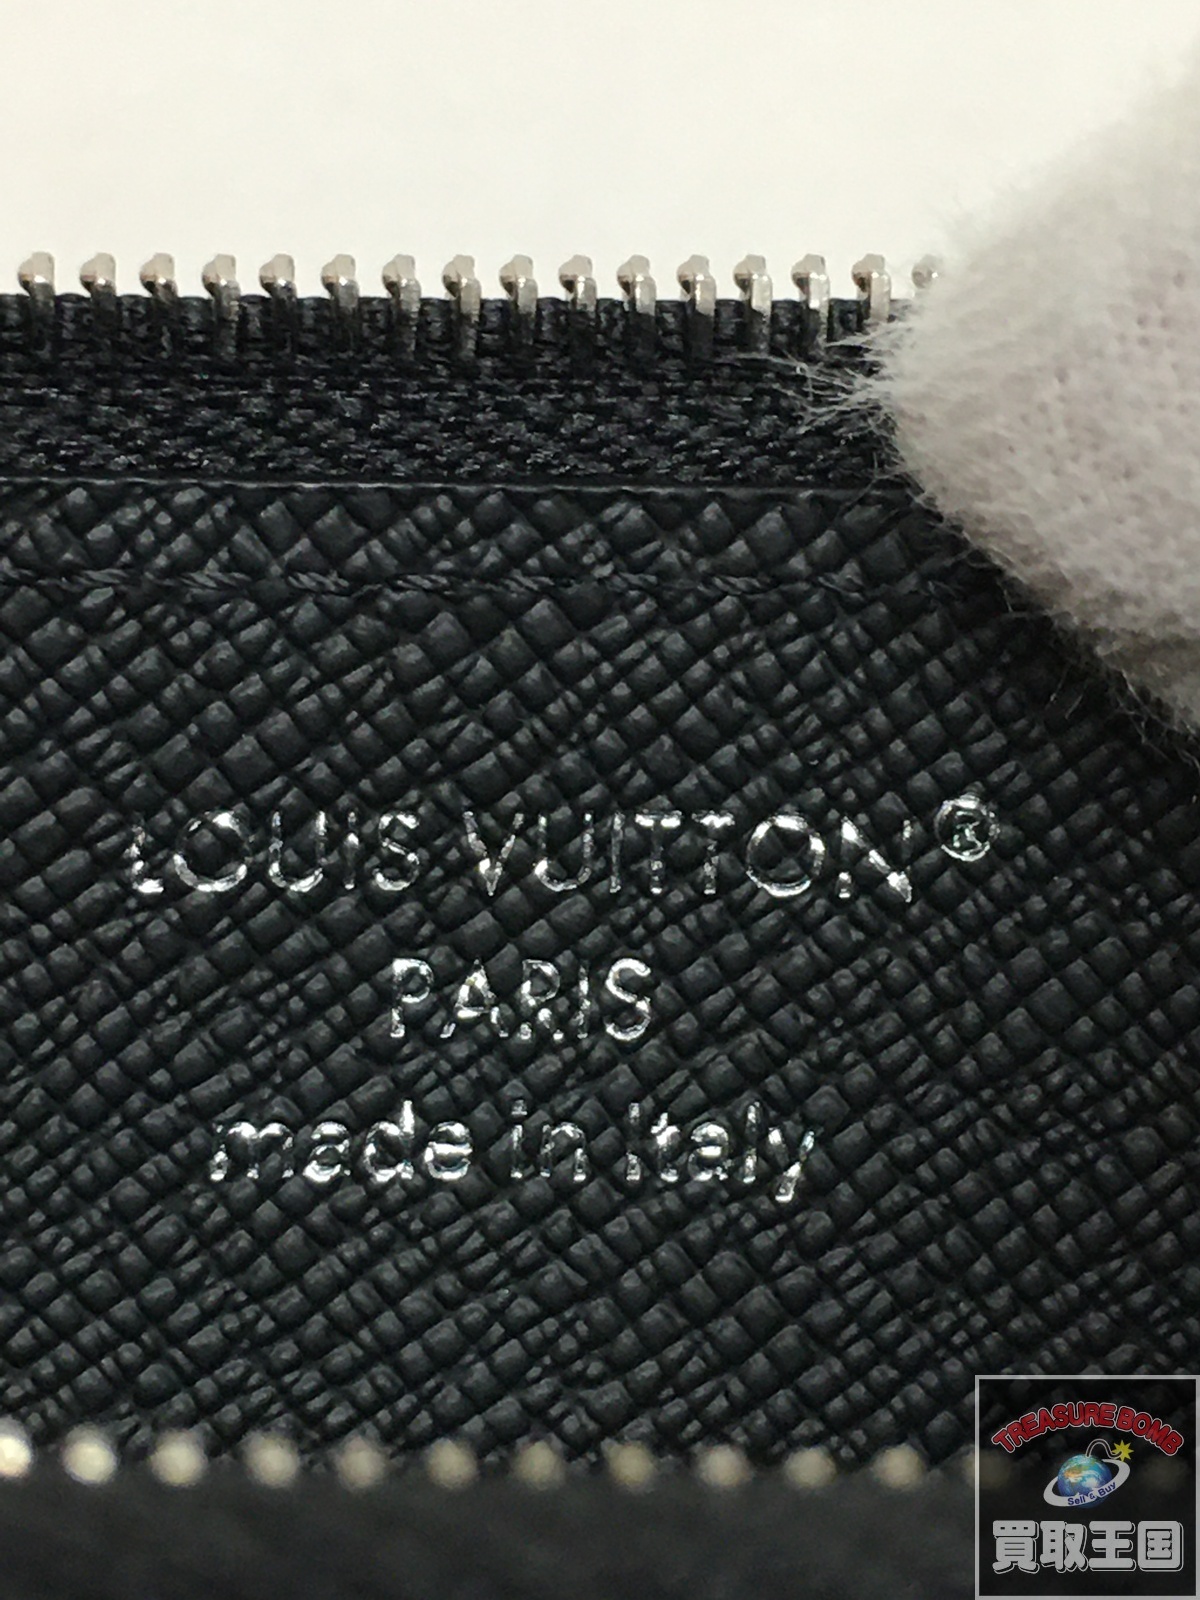 LOUIS VUITTON®
PARIS
made in Italy
TREASURE BOMB
Sell & Buy
買取王国